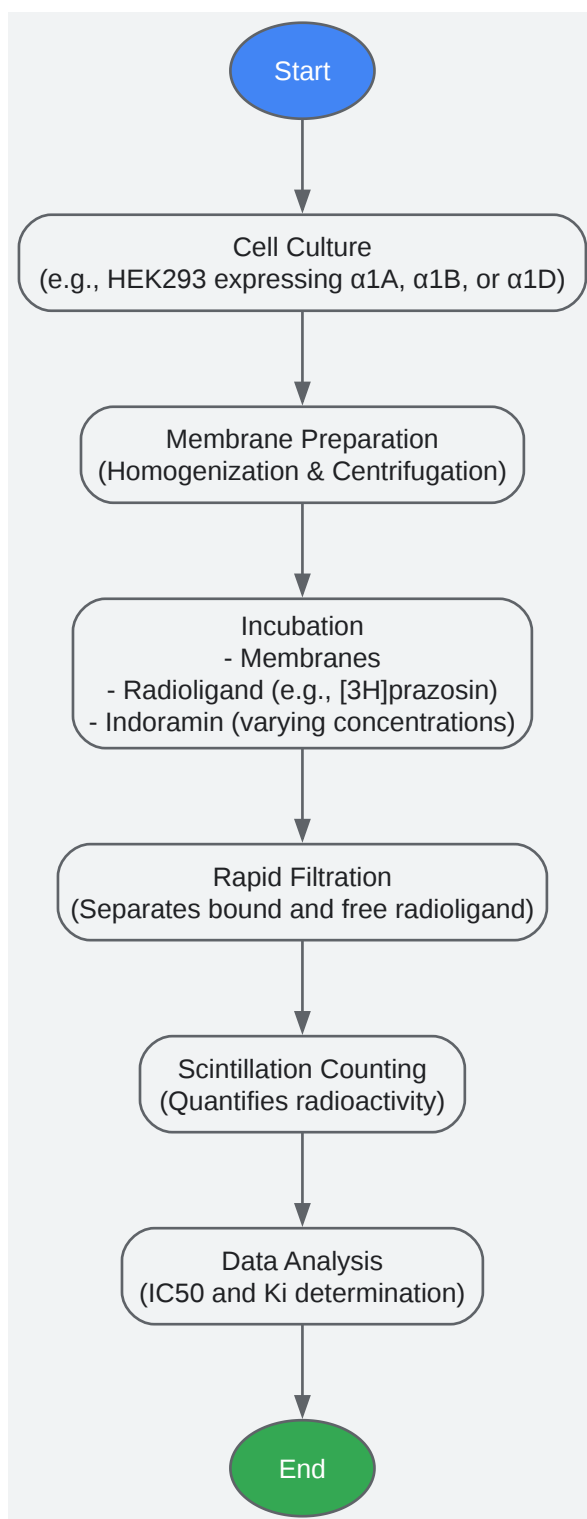 Start
Cell Culture
(e.g., HEK293 expressing α1A, α1B, or α1D)
Membrane Preparation
(Homogenization & Centrifugation)
Incubation
- Membranes
- Radioligand (e.g., [3H]prazosin)
- Indoramin (varying concentrations)
Rapid Filtration
(Separates bound and free radioligand)
Scintillation Counting
(Quantifies radioactivity)
Data Analysis
(IC50 and Ki determination)
End